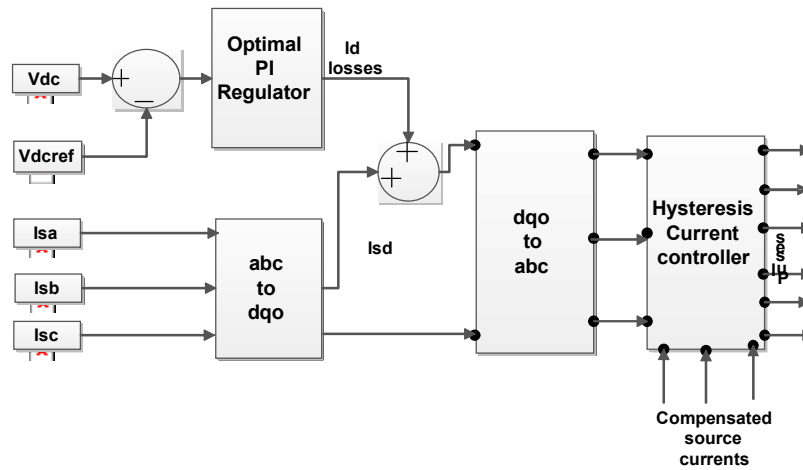 Vdc
Vdcref
+
−
Optimal
PI
Regulator
Id
losses
+
+
Isa
Isb
Isc
abc
to
dqo
Isd
dqo
to
abc
Hysteresis
Current
controller
Pulses
Compensated
source
currents